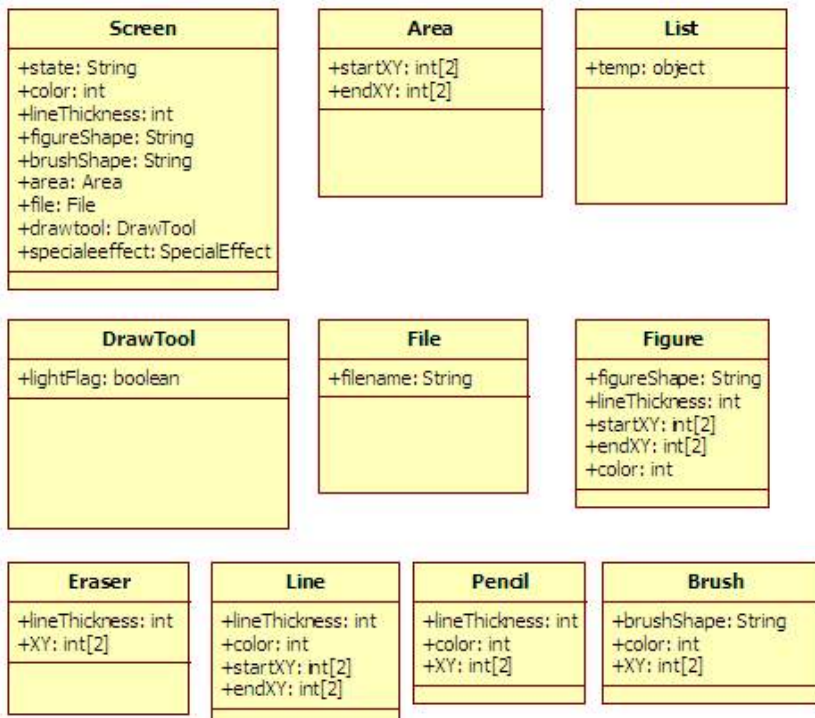 Screen
+state: String
+color: int
+lineThickness: int
+figureShape: String
+brushShape: String
+area: Area
+file: File
+drawtool: DrawTool
+specialeeffect: SpecialEffect
Area
+startXY: int[2]
+endXY: int[2]
List
+temp: object
DrawTool
+lightFlag: boolean
File
+filename: String
Figure
+figureShape: String
+lineThickness: int
+startXY: int[2]
+endXY: int[2]
+color: int
Eraser
+lineThickness: int
+XY: int[2]
Line
+lineThickness: int
+color: int
+startXY: int[2]
+endXY: int[2]
Pencil
+lineThickness: int
+color: int
+XY: int[2]
Brush
+brushShape: String
+color: int
+XY: int[2]